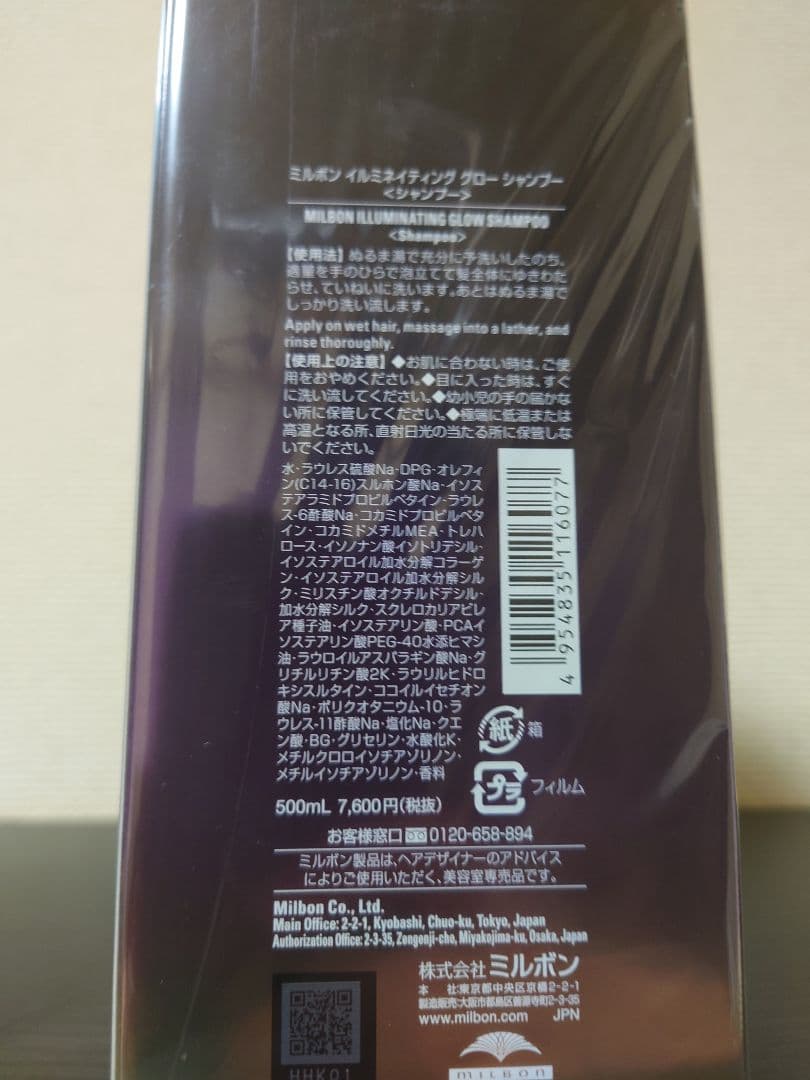 ミルボン イルミネイティング グロー シャンプー
<シャンプー>
MILBON ILLUMINATING GLOW SHAMPOO
<Shampoo>
【使用法】ぬるま湯で充分に予洗いしたのち、
適量を手のひらで泡立てて髪全体にゆきわた
らせ、ていねいに洗います。あとはぬるま湯で
しっかり洗い流します。
Apply on wet hair, massage into a lather, and
rinse thoroughly.
【使用上の注意】◆お肌に合わない時は、ご使
用をおやめください。◆目に入った時は、すぐ
に洗い流してください。◆幼小児の手の届かな
い所に保管してください。◆極端に低温または
高温となる所、直射日光の当たる所に保管しな
いでください。
水・ラウレス硫酸Na・DPG・オレフィ
ン(C14-16)スルホン酸Na・イソス
テアラミドプロピルベタイン・ラウレ
ス-6酢酸Na・コカミドプロピルベタ
イン・コカミドメチルMEA・トレハ
ロース・イソノナン酸イソトリデシル・
イソステアロイル加水分解コラーゲ
ン・イソステアロイル加水分解シル
ク・ミリスチン酸オクチルドデシル・
加水分解シルク・スクレロカリアビレ
ア種子油・イソステアリン酸・PCAイ
ソステアリン酸PEG-40水添ヒマシ
油・ラウロイルアスパラギン酸Na・グ
リチルリチン酸2K・ラウリルヒドロ
キシスルタイン・ココイルイセチオン
酸Na・ポリクオタニウム-10・ラ
ウレス-11酢酸Na・塩化Na・クエ
ン酸・BG・グリセリン・水酸化K・
メチルクロロイソチアゾリノン・
メチルイソチアゾリノン・香料
4 954835 116077
紙 箱
プラ フィルム
500mL 7,600円(税抜)
お客様窓口 0120-658-894
ミルボン製品は、ヘアデザイナーのアドバイス
によりご使用いただく、美容室専売品です。
Milbon Co., Ltd.
Main Office: 2-2-1, Kyobashi, Chuo-ku, Tokyo, Japan
Authorization Office: 2-3-35, Zengenji-cho, Miyakojima-ku, Osaka, Japan
株式会社 ミルボン
本 社:東京都中央区京橋2-2-1
製造販売:大阪市都島区善源寺町2-3-35
www.milbon.com JPN
HHK01
MILBON